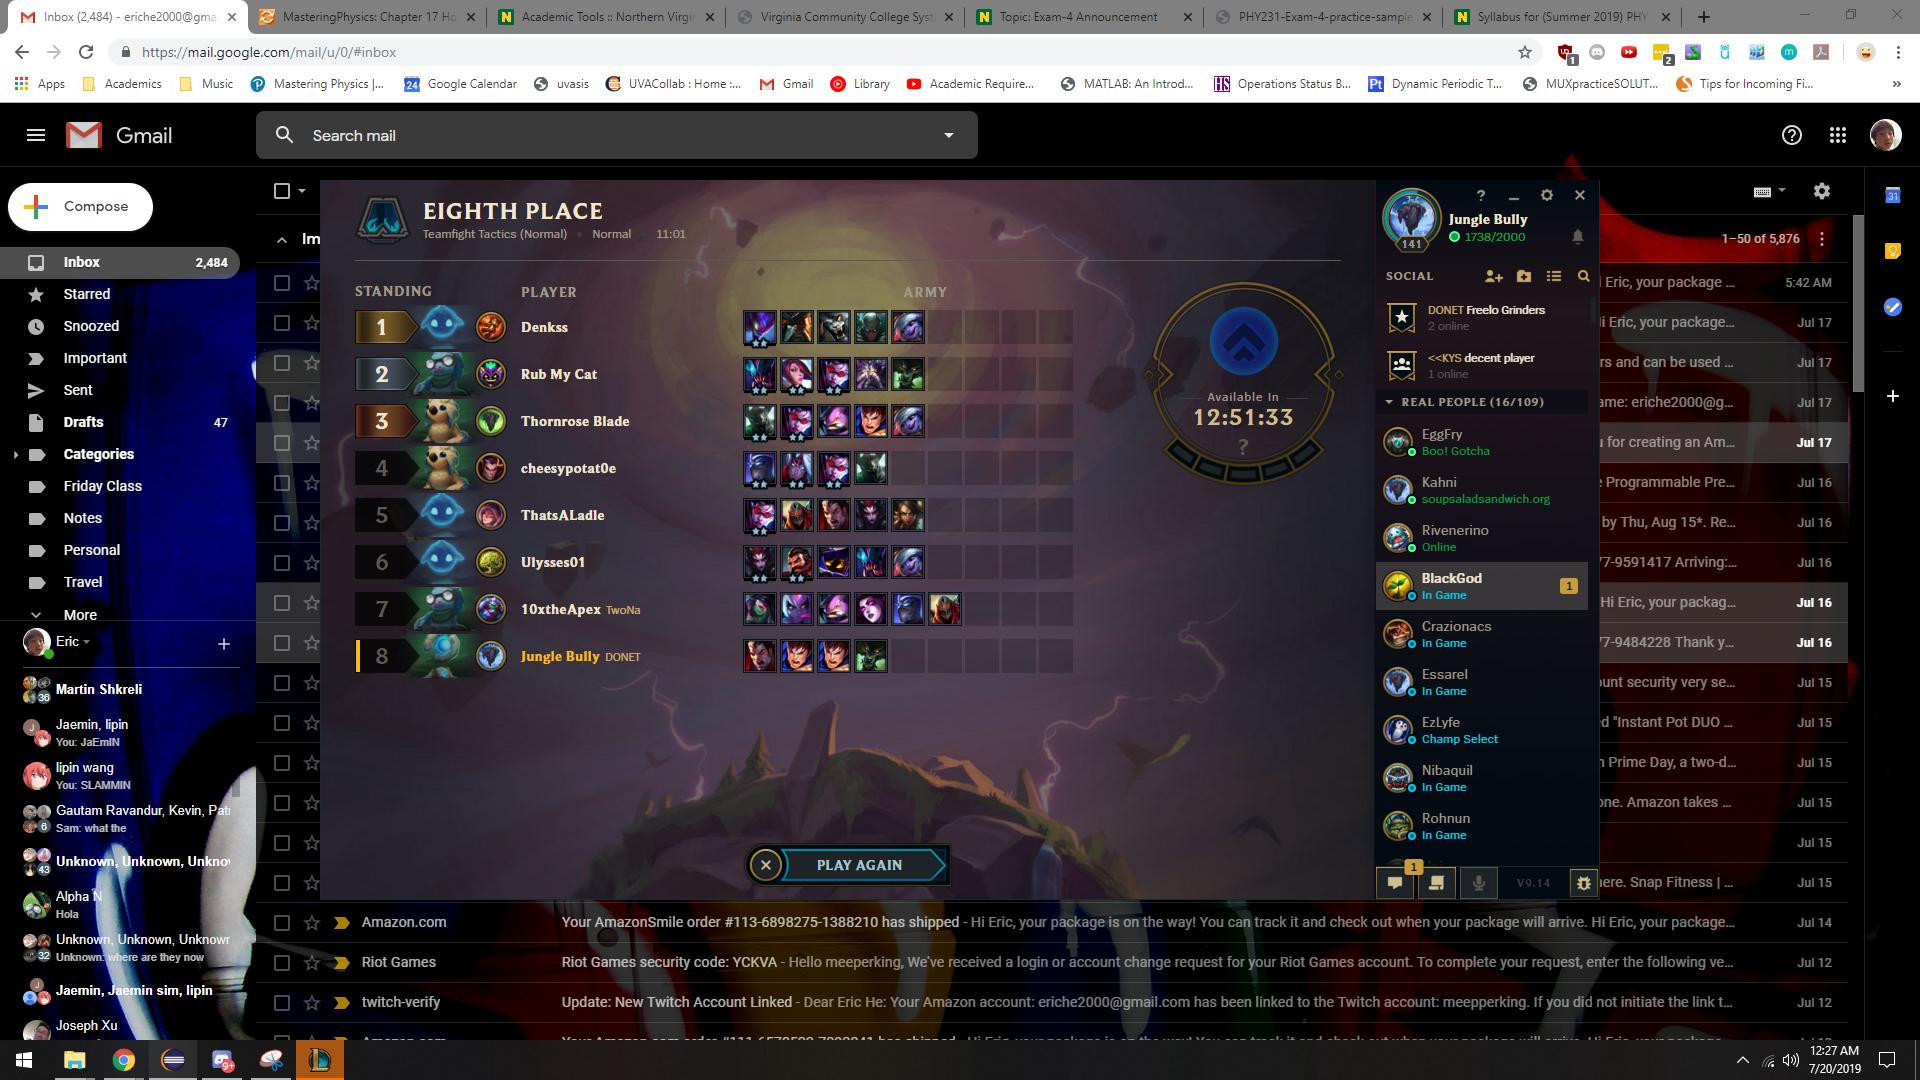 Inbox (2,484) - eriche2000@gma
MasteringPhysics: Chapter 17 Ho
Academic Tools :: Northern Virgi
Virginia Community College Syst
Topic: Exam-4 Announcement
PHY231-Exam-4-practice-sample
Syllabus for (Summer 2019) PHY
https://mail.google.com/mail/u/0/#inbox
1
2
Apps
Academics
Music
Mastering Physics |...
24
Google Calendar
uvasis
UVACollab : Home :...
Gmail
Library
Academic Require...
MATLAB: An Introd...
HS
Operations Status B...
Pt
Dynamic Periodic T...
MUXpracticeSOLUT...
Tips for Incoming Fi...
»
Gmail
Search mail
Compose
Inbox 2,484
Starred
Snoozed
Important
Sent
Drafts 47
Categories
Friday Class
Notes
Personal
Travel
More
Eric
Martin Shkreli
36
Jaemin, lipin
You: JaEmIN
lipin wang
You: SLAMMIN
Gautam Ravandur, Kevin, Pat
Sam: what the
6
Unknown, Unknown, Unkno
43
Alpha N
Hola
Unknown, Unknown, Unknown
Unknown: where are they now
32
Jaemin, Jaemin sim, lipin
Joseph Xu
Im
EIGHTH PLACE
Teamfight Tactics (Normal) Normal 11:01
STANDING PLAYER ARMY
1 Denkss
2 Rub My Cat
3 Thornrose Blade
4 cheesypotat0e
5 ThatsALadle
6 Ulysses01
7 10xtheApex TwoNa
8 Jungle Bully DONET
Available In
12:51:33
?
PLAY AGAIN
?
Jungle Bully
1738/2000
141
SOCIAL
DONET Freelo Grinders
2 online
<<KYS decent player
1 online
REAL PEOPLE (16/109)
EggFry
Boo! Gotcha
Kahni
soupsaladsandwich.org
Rivenerino
Online
BlackGod
In Game
1
Crazionacs
In Game
Essarel
In Game
EzLyfe
Champ Select
Nibaquil
In Game
Rohnun
In Game
1
V9.14
31
1–50 of 5,876
i Eric, your package ... 5:42 AM
Hi Eric, your package... Jul 17
rs and can be used ... Jul 17
ame: eriche2000@g... Jul 17
u for creating an Am... Jul 17
e Programmable Pre... Jul 16
by Thu, Aug 15*. Re... Jul 16
77-9591417 Arriving:... Jul 16
Hi Eric, your packag... Jul 16
77-9484228 Thank y... Jul 16
ount security very se... Jul 15
d "Instant Pot DUO ... Jul 15
n Prime Day, a two-d... Jul 15
one. Amazon takes ... Jul 15
Jul 15
here. Snap Fitness | ... Jul 15
Amazon.com Your AmazonSmile order #113-6898275-1388210 has shipped - Hi Eric, your package is on the way! You can track it and check out when your package will arrive. Hi Eric, your package... Jul 14
Riot Games Riot Games security code: YCKVA - Hello meeperking, We've received a login or account change request for your Riot Games account. To complete your request, enter the following ve... Jul 12
twitch-verify Update: New Twitch Account Linked - Dear Eric He: Your Amazon account: eriche2000@gmail.com has been linked to the Twitch account: meepperking. If you did not initiate the link t... Jul 12
9+
12:27 AM
7/20/2019